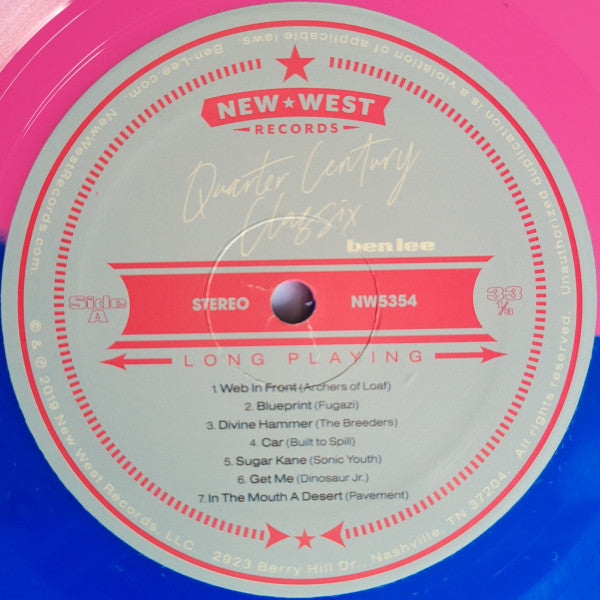 NEW★WEST
RECORDS
Quarter Century
Classix
ben lee
Side
A
STEREO
NW5354
33
⅓
LONG PLAYING
1. Web In Front (Archers of Loaf)
2. Blueprint (Fugazi)
3. Divine Hammer (The Breeders)
4. Car (Built to Spill)
5. Sugar Kane (Sonic Youth)
6. Get Me (Dinosaur Jr.)
7. In The Mouth A Desert (Pavement)
© & ℗ 2019 New West Records, LLC. 2923 Berry Hill Dr., Nashville, TN 37204. All rights reserved. Unauthorized duplication is a violation of applicable laws. Ben-Lee.com. NewWestRecords.com.